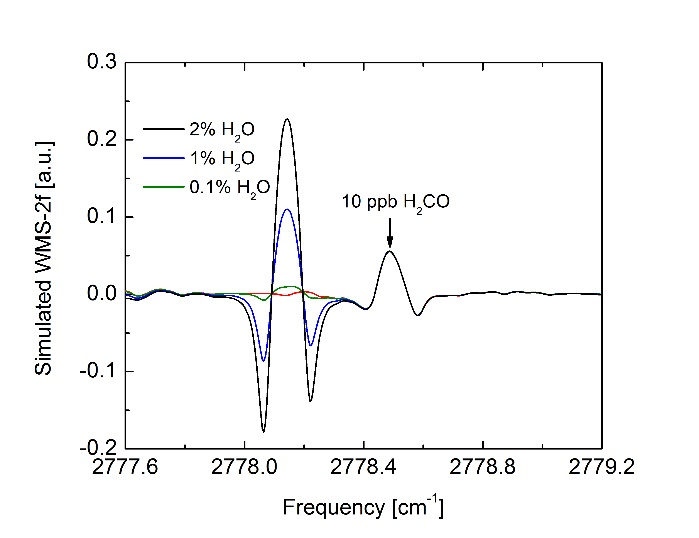 0.3
0.2
0.1
0.0
-0.1
-0.2
Simulated WMS-2f [a.u.]
2% H₂O
1% H₂O
0.1% H₂O
10 ppb H₂CO
2777.6 2778.0 2778.4 2778.8 2779.2
Frequency [cm⁻¹]